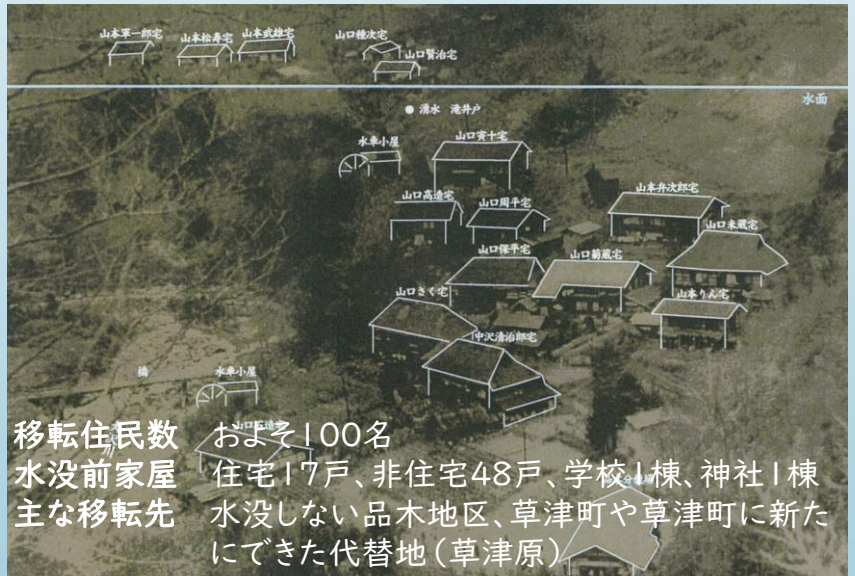 山本軍一郎宅
山本松寿宅
山本武雄宅
山口種次宅
山口賢治宅
水面
湧水 滝井戸
水車小屋
山口寅十宅
山口高造宅
山口周平宅
山本弁次郎宅
山口米蔵宅
山口保平宅
山口菊蔵宅
山口さく宅
山本りん宅
中沢清治郎宅
橋
水車小屋
移転住民数 およそ100名
水没前家屋 住宅17戸、非住宅48戸、学校1棟、神社1棟
主な移転先 水没しない品木地区、草津町や草津町に新た
にできた代替地(草津原)